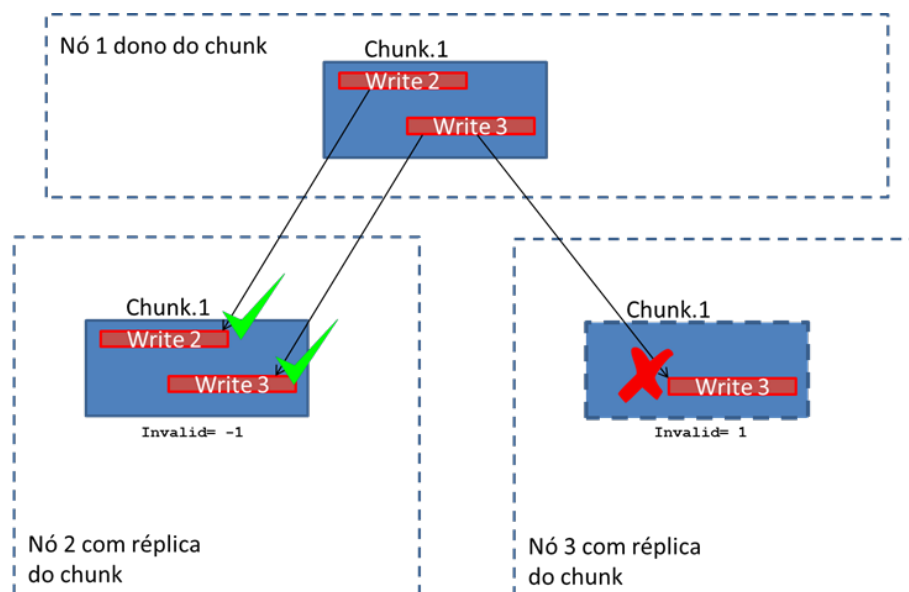 Nó 1 dono do chunk
Chunk.1
Write 2
Write 3
Chunk.1
Write 2
Write 3
Invalid= -1
Nó 2 com réplica
do chunk
Chunk.1
Write 3
Invalid= 1
Nó 3 com réplica
do chunk